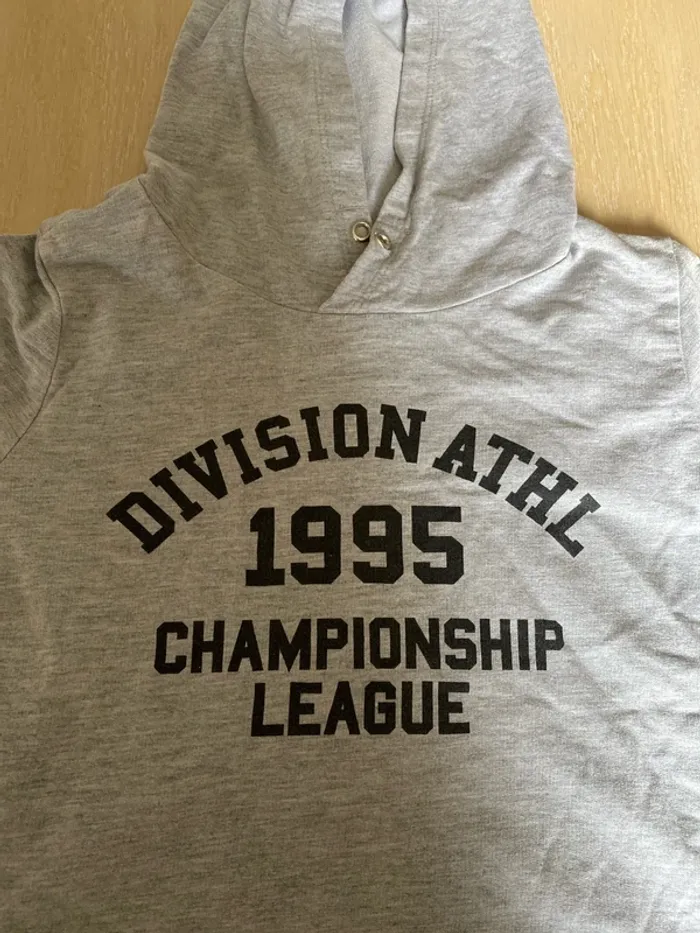 DIVISION ATHL
1995
CHAMPIONSHIP
LEAGUE